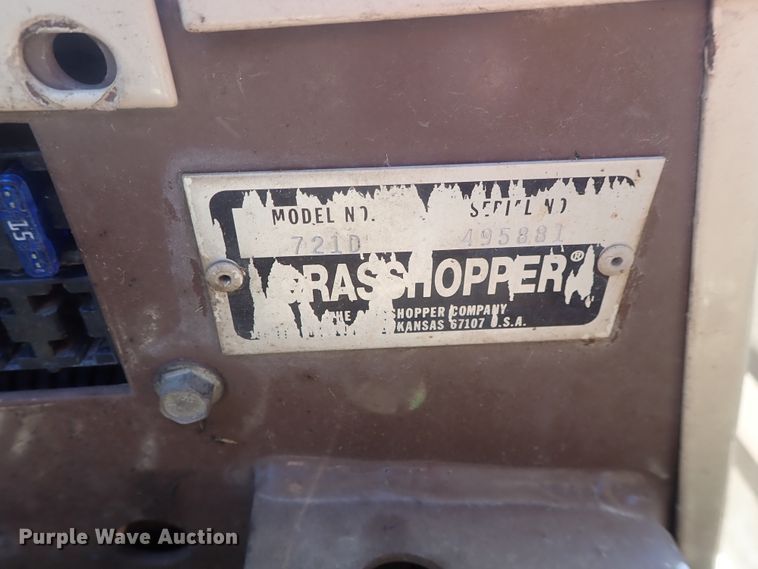 15
MODEL NO. SERIAL NO
721D 495881
GRASSHOPPER®
THE GRASSHOPPER COMPANY
KANSAS 67107 U.S.A.
Purple Wave Auction